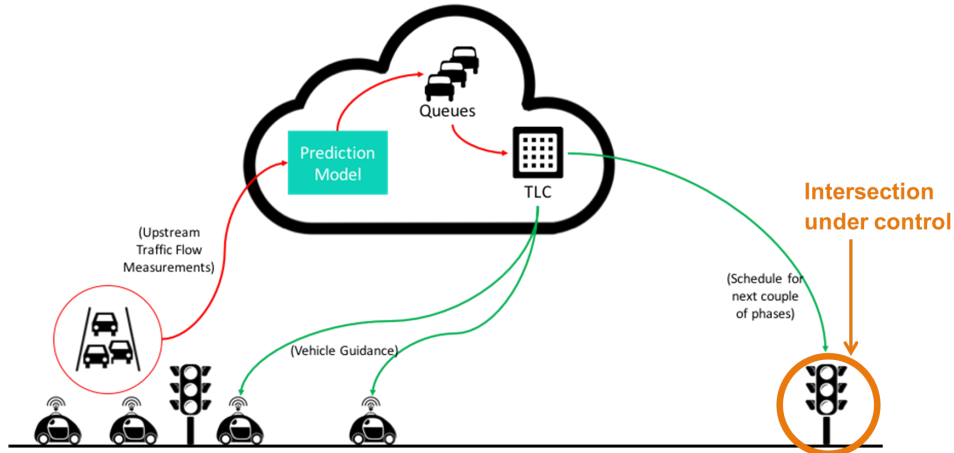 Queues
Prediction
Model
TLC
Intersection
under control
(Upstream
Traffic Flow
Measurements)
(Schedule for
next couple
of phases)
(Vehicle Guidance)